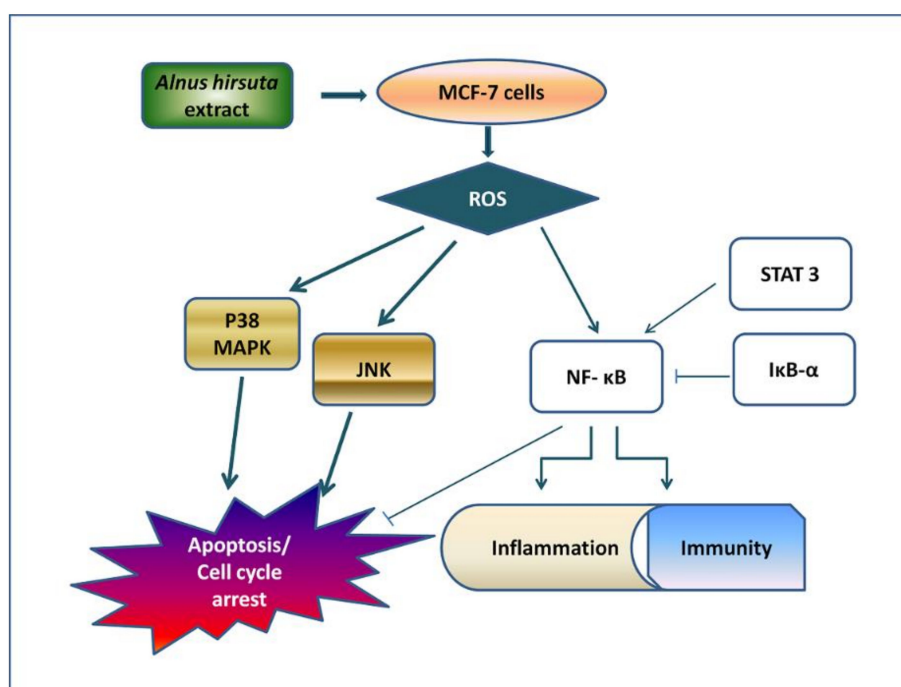 Alnus hirsuta
extract
MCF-7 cells
ROS
STAT 3
P38
MAPK
JNK
NF- κB
IκB-α
Apoptosis/
Cell cycle
arrest
Inflammation
Immunity